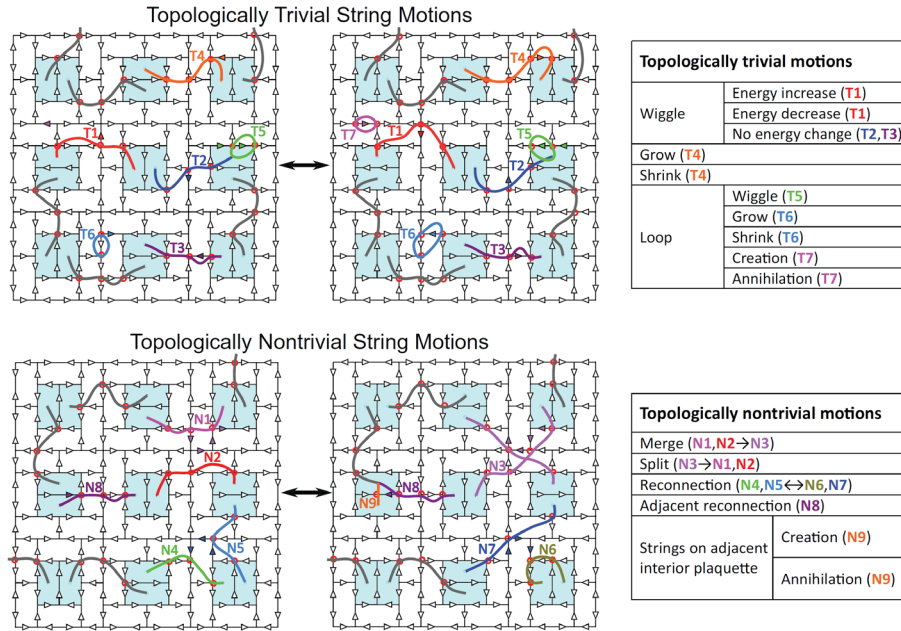 Topologically Trivial String Motions
T4
T1
T5
T2
T6
T3
T4
T7
T1
T5
T2
T6
T3
Topologically trivial motions
Wiggle
Energy increase (T1)
Energy decrease (T1)
No energy change (T2,T3)
Grow (T4)
Shrink (T4)
Loop
Wiggle (T5)
Grow (T6)
Shrink (T6)
Creation (T7)
Annihilation (T7)
Topologically Nontrivial String Motions
N1
N2
N8
N4
N5
N3
N8
N9
N7
N6
Topologically nontrivial motions
Merge (N1,N2→N3)
Split (N3→N1,N2)
Reconnection (N4,N5↔N6,N7)
Adjacent reconnection (N8)
Strings on adjacent
interior plaquette
Creation (N9)
Annihilation (N9)